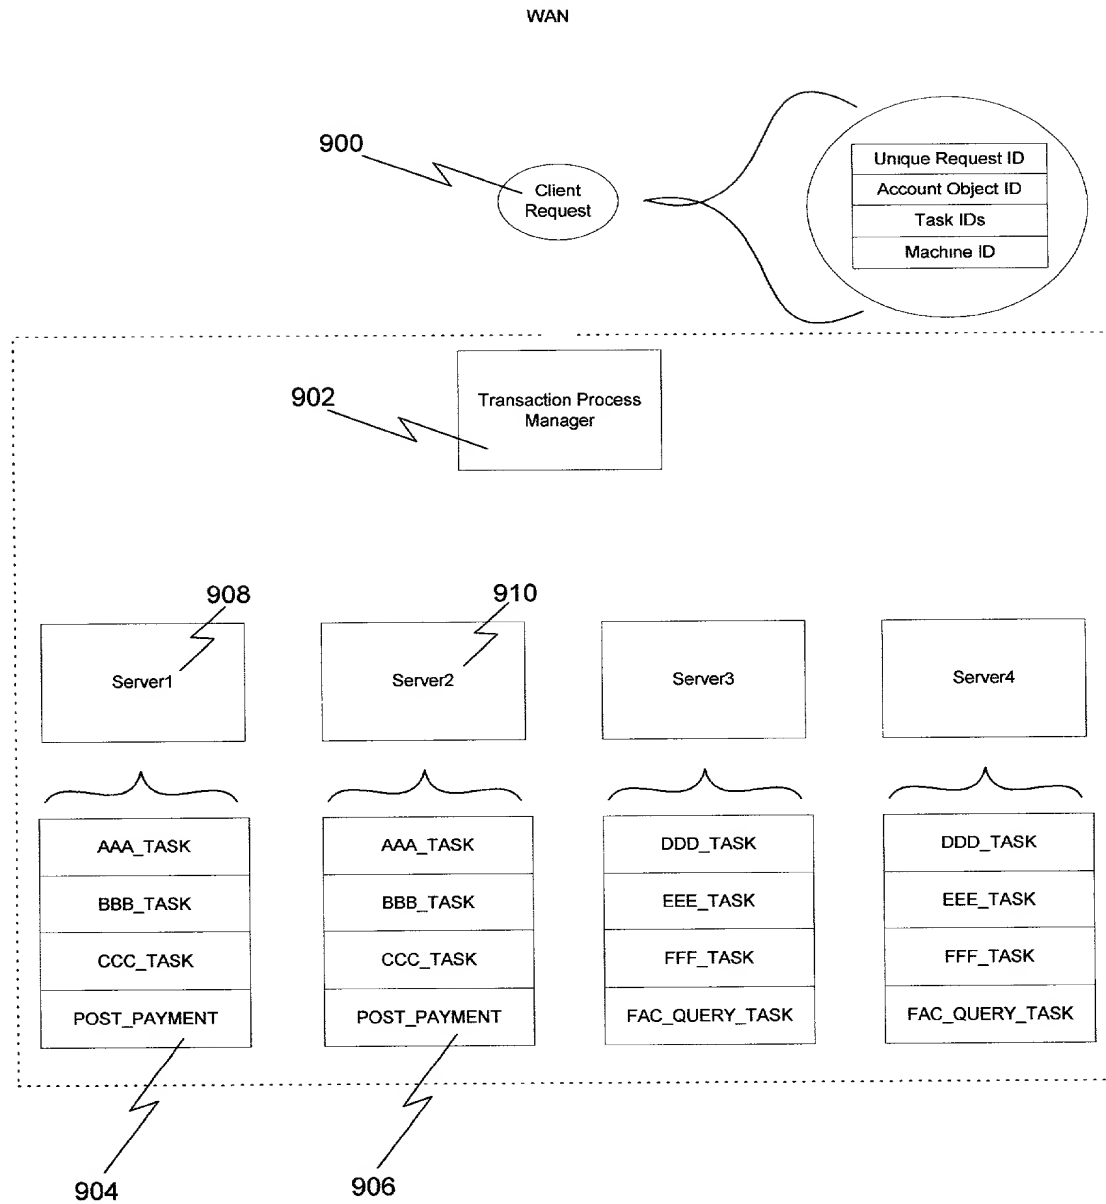 WAN
900
Client
Request
Unique Request ID
Account Object ID
Task IDs
Machine ID
902
Transaction Process
Manager
908
910
Server1
Server2
Server3
Server4
AAA_TASK
BBB_TASK
CCC_TASK
POST_PAYMENT
AAA_TASK
BBB_TASK
CCC_TASK
POST_PAYMENT
DDD_TASK
EEE_TASK
FFF_TASK
FAC_QUERY_TASK
DDD_TASK
EEE_TASK
FFF_TASK
FAC_QUERY_TASK
904
906